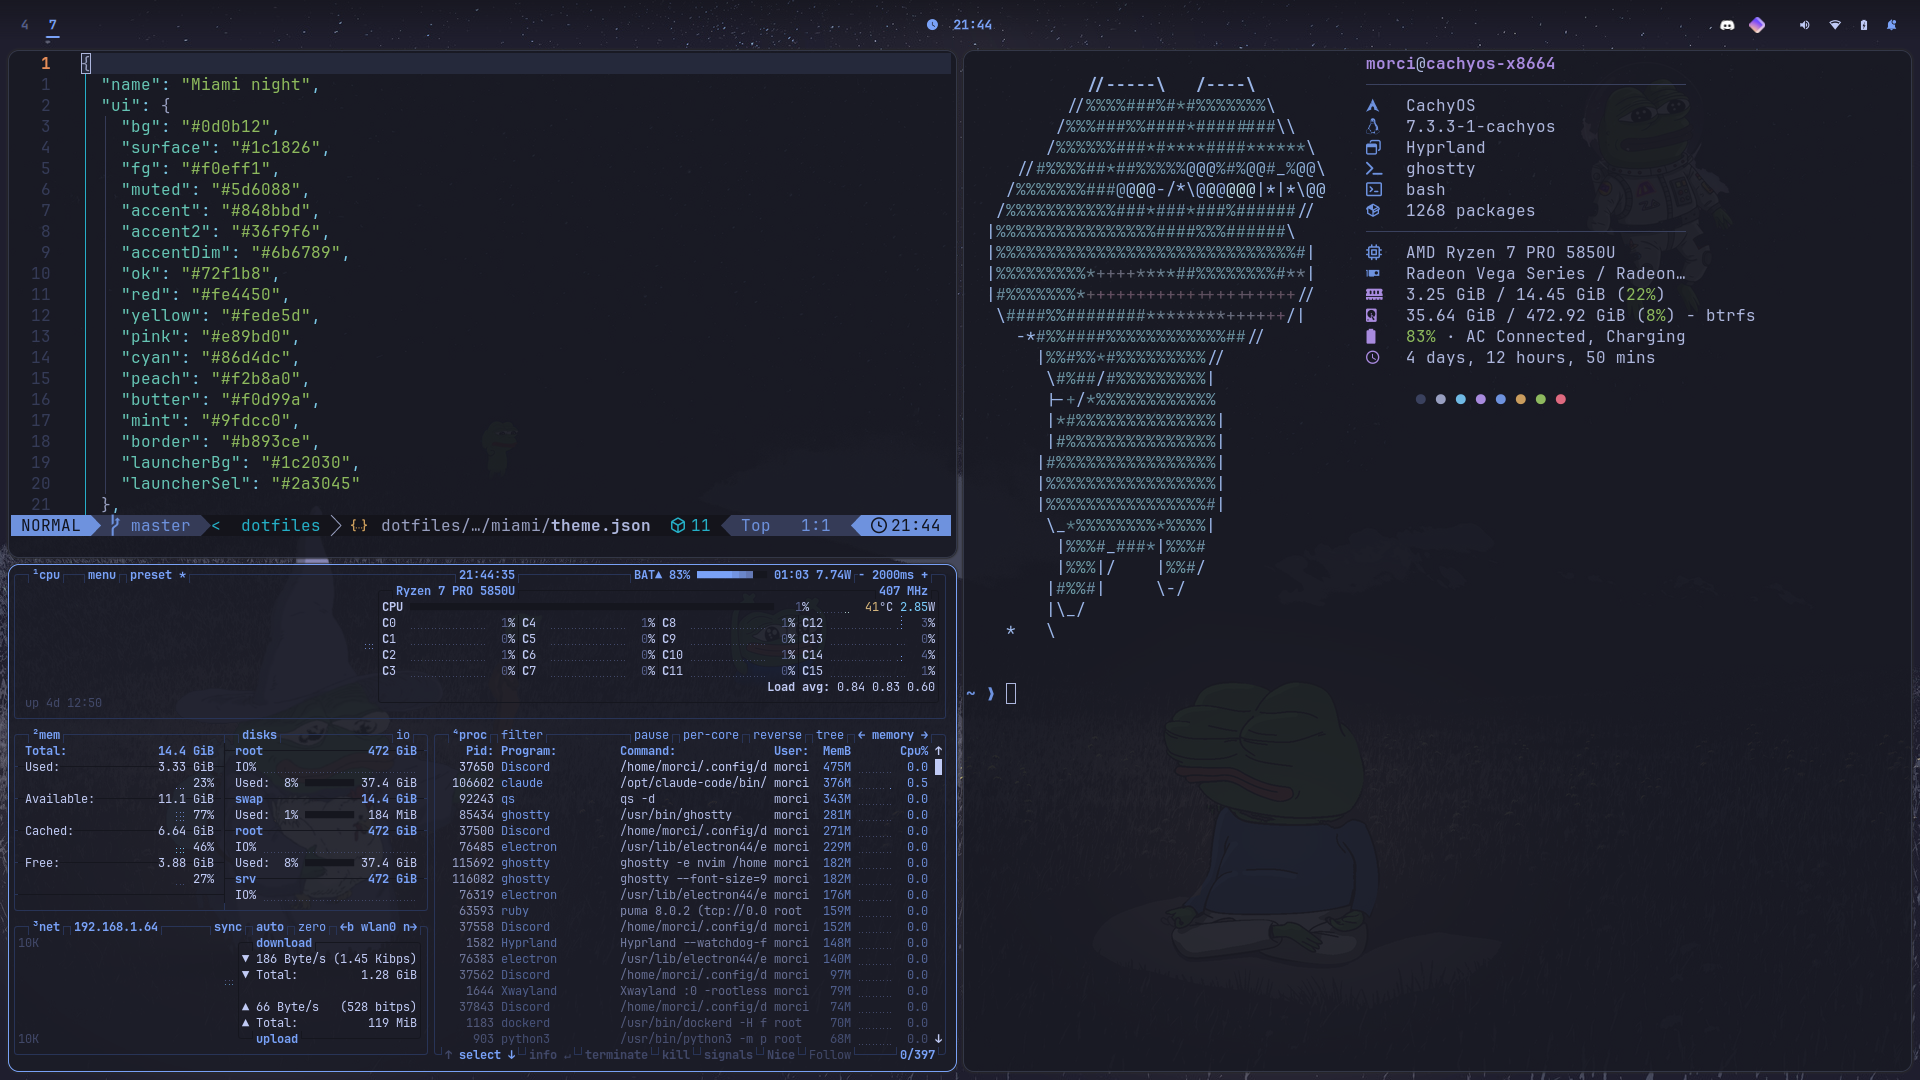 4 7
21:44
1 {
1 "name": "Miami night",
2 "ui": {
3 "bg": "#0d0b12",
4 "surface": "#1c1826",
5 "fg": "#f0eff1",
6 "muted": "#5d6088",
7 "accent": "#848bbd",
8 "accent2": "#36f9f6",
9 "accentDim": "#6b6789",
10 "ok": "#72f1b8",
11 "red": "#fe4450",
12 "yellow": "#fede5d",
13 "pink": "#e89bd0",
14 "cyan": "#86d4dc",
15 "peach": "#f2b8a0",
16 "butter": "#f0d99a",
17 "mint": "#9fdcc0",
18 "border": "#b893ce",
19 "launcherBg": "#1c2030",
20 "launcherSel": "#2a3045"
21 },
NORMAL master < dotfiles {..} dotfiles/…/miami/theme.json 11 Top 1:1 21:44
¹cpu menu preset * 21:44:35 BAT▲ 83% 01:03 7.74W - 2000ms +
Ryzen 7 PRO 5850U 407 MHz
CPU 1% 41°C 2.85W
C0 1% C4 1% C8 1% C12 3%
C1 0% C5 0% C9 0% C13 0%
C2 1% C6 0% C10 1% C14 4%
C3 0% C7 0% C11 0% C15 1%
Load avg: 0.84 0.83 0.60
up 4d 12:50
²mem disks io
Total: 14.4 GiB root 472 GiB
Used: 3.33 GiB IO%
23% Used: 8% 37.4 GiB
Available: 11.1 GiB swap 14.4 GiB
77% Used: 1% 184 MiB
Cached: 6.64 GiB root 472 GiB
46% IO%
Free: 3.88 GiB Used: 8% 37.4 GiB
27% srv 472 GiB
IO%
³net 192.168.1.64 sync auto zero ←b wlan0 n→
10K download
▼ 186 Byte/s (1.45 Kibps)
▼ Total: 1.28 GiB
▲ 66 Byte/s (528 bitps)
▲ Total: 119 MiB
10K upload
⁴proc filter pause per-core reverse tree ← memory →
Pid: Program: Command: User: MemB Cpu% ↑
37650 Discord /home/morci/.config/d morci 475M 0.0
106602 claude /opt/claude-code/bin/ morci 376M 0.5
92243 qs qs -d morci 343M 0.0
85434 ghostty /usr/bin/ghostty morci 281M 0.0
37500 Discord /home/morci/.config/d morci 271M 0.0
76485 electron /usr/lib/electron44/e morci 229M 0.0
115692 ghostty ghostty -e nvim /home morci 182M 0.0
116082 ghostty ghostty --font-size=9 morci 182M 0.0
76319 electron /usr/lib/electron44/e morci 176M 0.0
63593 ruby puma 8.0.2 (tcp://0.0 root 159M 0.0
37558 Discord /home/morci/.config/d morci 152M 0.0
1582 Hyprland Hyprland --watchdog-f morci 148M 0.0
76383 electron /usr/lib/electron44/e morci 140M 0.0
37562 Discord /home/morci/.config/d morci 97M 0.0
1644 Xwayland Xwayland :0 -rootless morci 79M 0.0
37843 Discord /home/morci/.config/d morci 74M 0.0
1183 dockerd /usr/bin/dockerd -H f root 70M 0.0
903 python3 /usr/bin/python3 -m p root 68M 0.0 ↓
↑ select ↓ info ↵ terminate kill signals Nice Follow 0/397
morci@cachyos-x8664
CachyOS
7.3.3-1-cachyos
Hyprland
ghostty
bash
1268 packages
AMD Ryzen 7 PRO 5850U
Radeon Vega Series / Radeon…
3.25 GiB / 14.45 GiB (22%)
35.64 GiB / 472.92 GiB (8%) - btrfs
83% · AC Connected, Charging
4 days, 12 hours, 50 mins
~ ❯